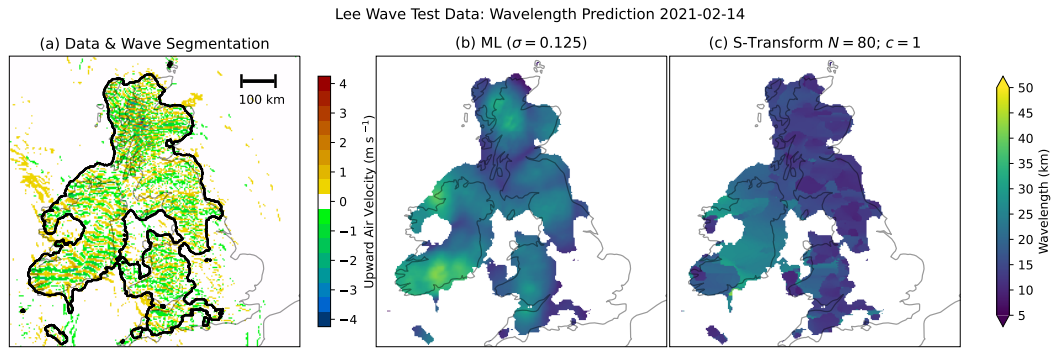 Lee Wave Test Data: Wavelength Prediction 2021-02-14
(a) Data & Wave Segmentation
(b) ML (σ = 0.125)
(c) S-Transform N = 80; c = 1
100 km
4
3
2
1
0
−1
−2
−3
−4
Upward Air Velocity (m s⁻¹)
50
45
40
35
30
25
20
15
10
5
Wavelength (km)